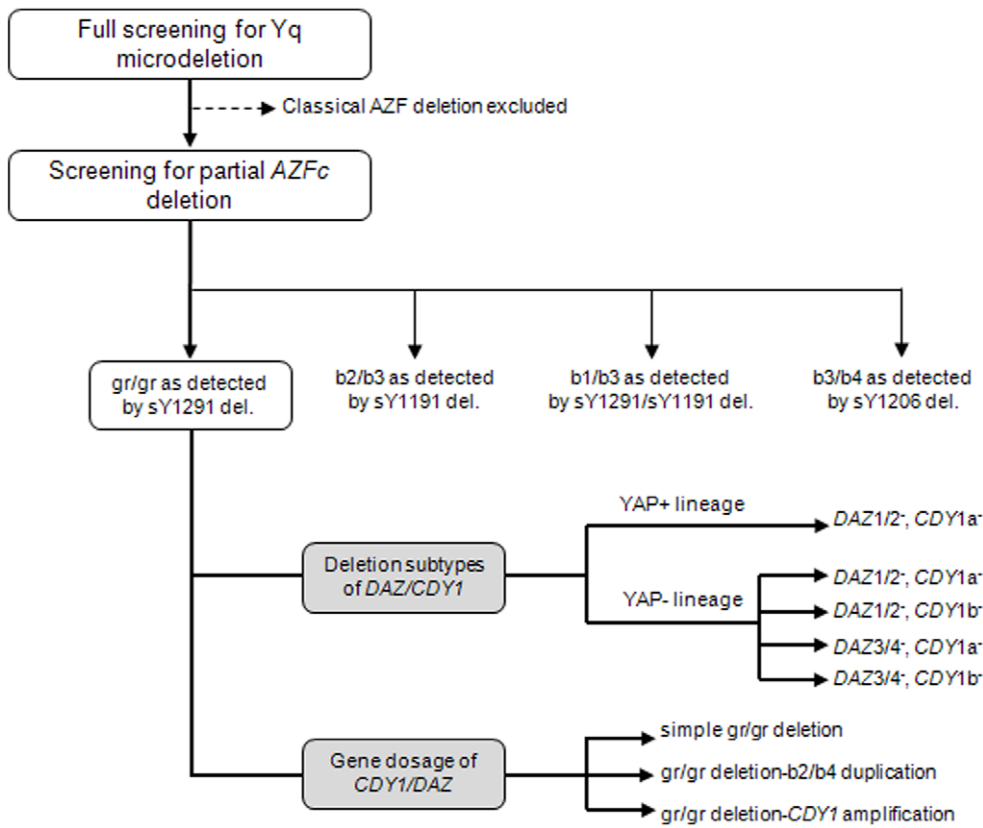 Full screening for Yq
microdeletion
Classical AZF deletion excluded
Screening for partial AZFc
deletion
gr/gr as detected
by sY1291 del.
b2/b3 as detected
by sY1191 del.
b1/b3 as detected
by sY1291/sY1191 del.
b3/b4 as detected
by sY1206 del.
Deletion subtypes
of DAZ/CDY1
YAP+ lineage
DAZ1/2⁻, CDY1a⁻
YAP- lineage
DAZ1/2⁻, CDY1a⁻
DAZ1/2⁻, CDY1b⁻
DAZ3/4⁻, CDY1a⁻
DAZ3/4⁻, CDY1b⁻
Gene dosage of
CDY1/DAZ
simple gr/gr deletion
gr/gr deletion-b2/b4 duplication
gr/gr deletion-CDY1 amplification